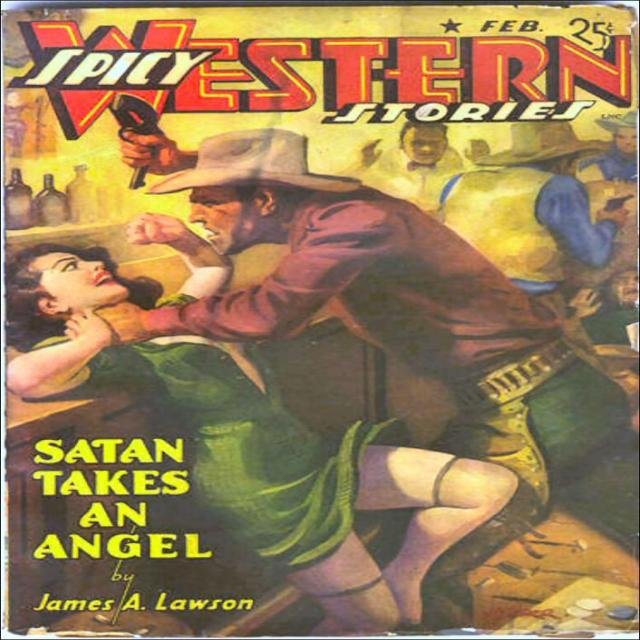 ★ FEB. 25¢
SPICY WESTERN
STORIES
SATAN
TAKES
AN
ANGEL
by
James A. Lawson